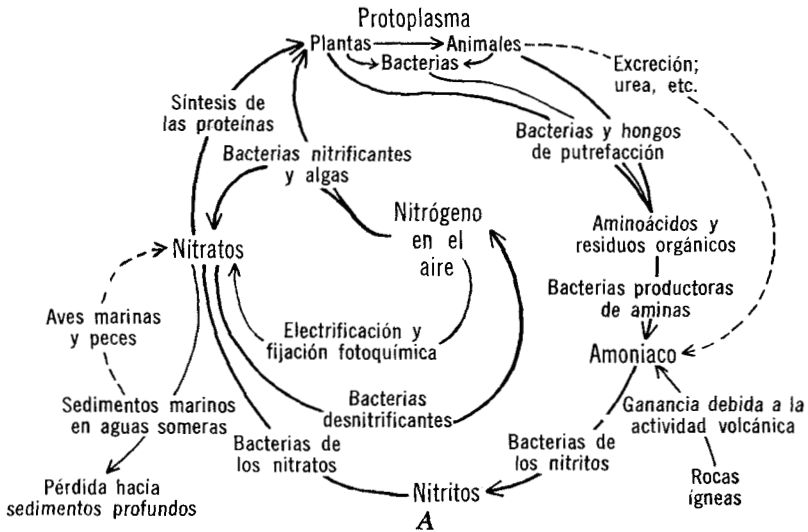 Protoplasma
Plantas
Animales
Bacterias
Excreción;
urea, etc.
Síntesis de
las proteínas
Bacterias y hongos
de putrefacción
Bacterias nitrificantes
y algas
Nitrógeno
en el
aire
Aminoácidos y
residuos orgánicos
Nitratos
Bacterias productoras
de aminas
Aves marinas
y peces
Electrificación y
fijación fotoquímica
Amoniaco
Sedimentos marinos
en aguas someras
Bacterias
desnitrificantes
Ganancia debida a la
actividad volcánica
Bacterias de
los nitratos
Bacterias de
los nitritos
Pérdida hacia
sedimentos profundos
Nitritos
Rocas
ígneas
A